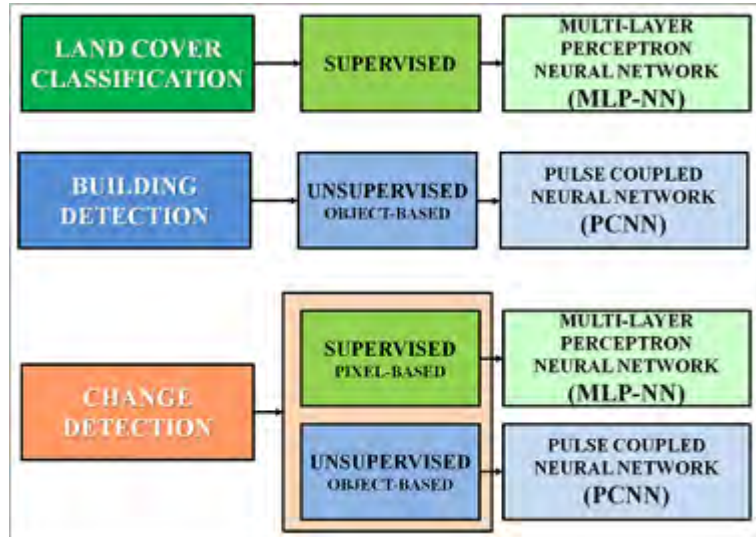 LAND COVER
CLASSIFICATION
SUPERVISED
MULTI-LAYER
PERCEPTRON
NEURAL NETWORK
(MLP-NN)
BUILDING
DETECTION
UNSUPERVISED
OBJECT-BASED
PULSE COUPLED
NEURAL NETWORK
(PCNN)
CHANGE
DETECTION
SUPERVISED
PIXEL-BASED
MULTI-LAYER
PERCEPTRON
NEURAL NETWORK
(MLP-NN)
UNSUPERVISED
OBJECT-BASED
PULSE COUPLED
NEURAL NETWORK
(PCNN)